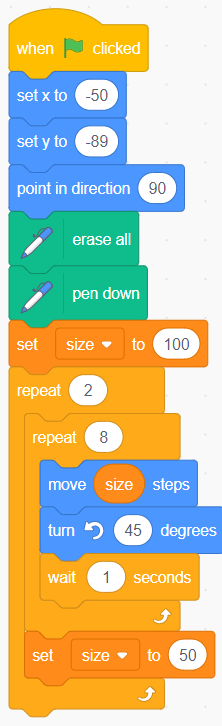 when clicked
set x to -50
set y to -89
point in direction 90
erase all
pen down
set size to 100
repeat 2
repeat 8
move size steps
turn 45 degrees
wait 1 seconds
set size to 50